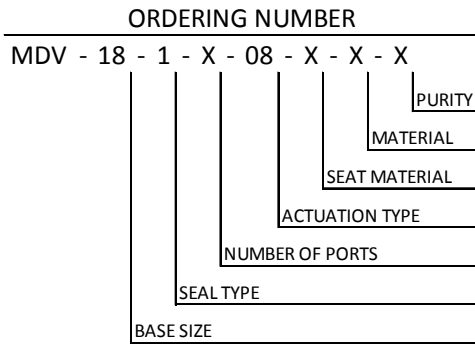 ORDERING NUMBER
MDV - 18 - 1 - X - 08 - X - X - X
PURITY
MATERIAL
SEAT MATERIAL
ACTUATION TYPE
NUMBER OF PORTS
SEAL TYPE
BASE SIZE